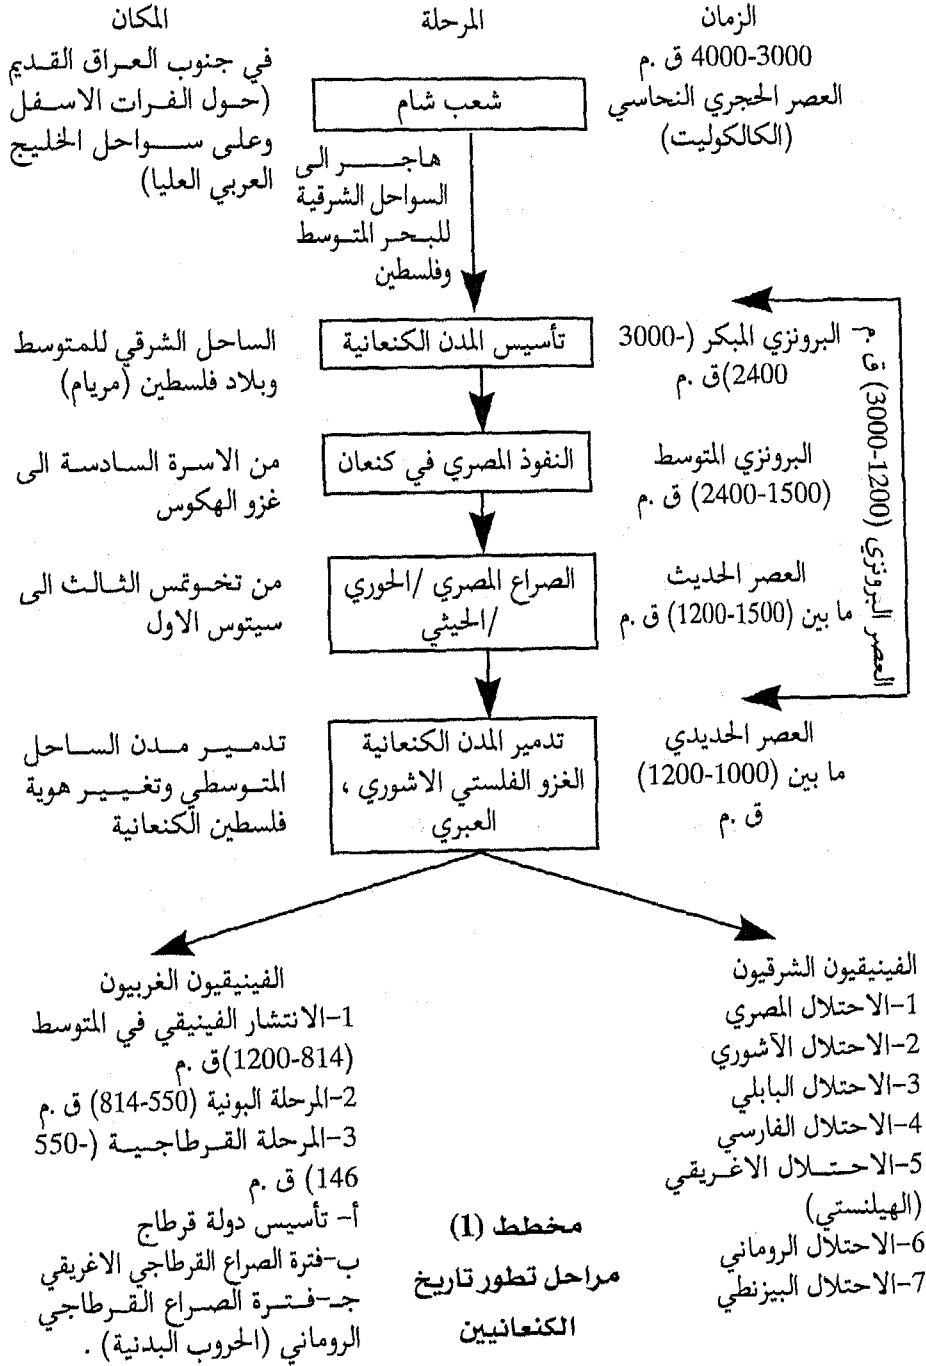 الزمان
4000-3000 ق .م
العصر الحجري النحاسي
(الكالكوليت)
المرحلة
شعب شام
المكان
في جنوب العراق القديم
(حول الفرات الاسفل
وعلى سواحل الخليج
العربي العليا)
هاجر الى
السواحل الشرقية
للبحر المتوسط
وفلسطين
العصر البرونزي (3000-1200) ق .م
البرونزي المبكر (-3000
2400)ق .م
تأسيس المدن الكنعانية
الساحل الشرقي للمتوسط
وبلاد فلسطين (مريام)
البرونزي المتوسط
(2400-1500) ق .م
النفوذ المصري في كنعان
من الاسرة السادسة الى
غزو الهكوس
العصر الحديث
ما بين (1500-1200) ق .م
الصراع المصري /الحوري
/الحيثي
من تخوتمس الثالث الى
سيتوس الاول
العصر الحديدي
ما بين (1000-1200)
ق .م
تدمير المدن الكنعانية
الغزو الفلستي الاشوري ،
العبري
تدمير مدن الساحل
المتوسطي وتغيير هوية
فلسطين الكنعانية
الفينيقيون الشرقيون
1-الاحتلال المصري
2-الاحتلال الآشوري
3-الاحتلال البابلي
4-الاحتلال الفارسي
5-الاحتلال الاغريقي
(الهيلنستي)
6-الاحتلال الروماني
7-الاحتلال البيزنطي
الفينيقيون الغربيون
1-الانتشار الفينيقي في المتوسط
(1200-814)ق .م
2-المرحلة البونية (814-550) ق .م
3-المرحلة القرطاجية (-550
146) ق .م
أ- تأسيس دولة قرطاج
ب-فترة الصراع القرطاجي الاغريقي
جـ-فترة الصراع القرطاجي
الروماني (الحروب البدنية) .
مخطط (1)
مراحل تطور تاريخ
الكنعانيين